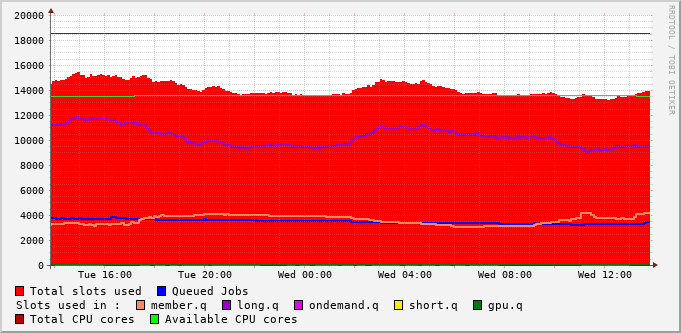 RRDTOOL / TOBI OETIKER
20000
18000
16000
14000
12000
10000
8000
6000
4000
2000
0
Tue 16:00 Tue 20:00 Wed 00:00 Wed 04:00 Wed 08:00 Wed 12:00
Total slots used Queued Jobs
Slots used in : member.q long.q ondemand.q short.q gpu.q
Total CPU cores Available CPU cores